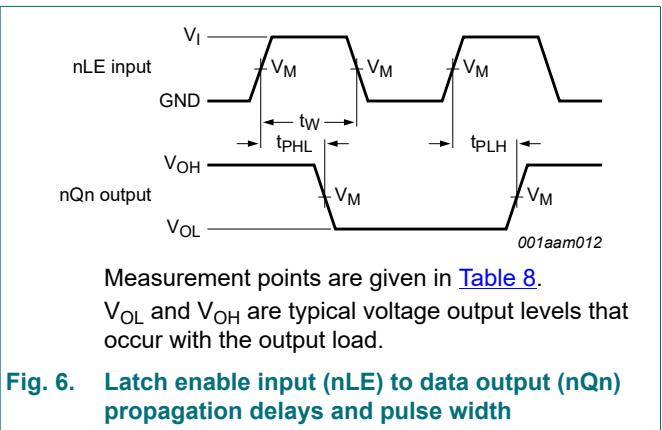 VI
nLE input
VM
VM
VM
GND
tW
tPHL
tPLH
VOH
nQn output
VM
VM
VOL
001aam012
Measurement points are given in Table 8.
VOL and VOH are typical voltage output levels that
occur with the output load.
Fig. 6. Latch enable input (nLE) to data output (nQn)
propagation delays and pulse width